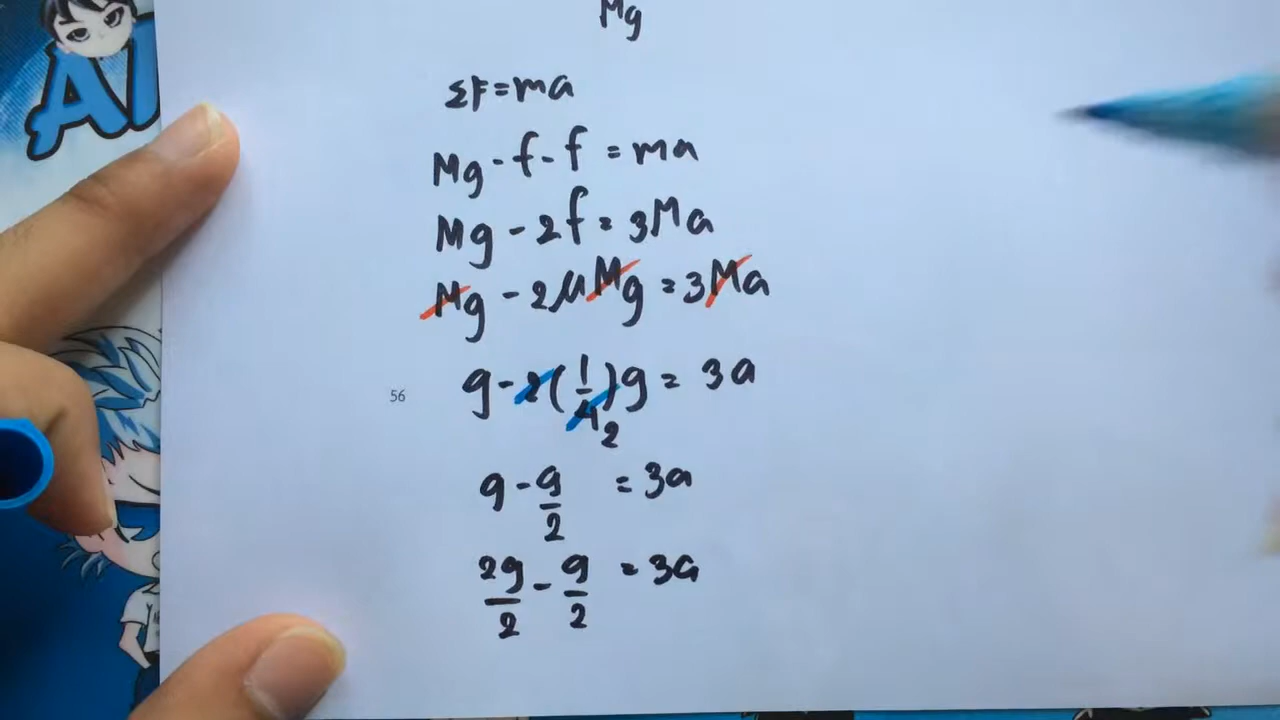 Mg
ΣF = ma
Mg - f - f = ma
Mg - 2f = 3Ma
Mg - 2μMg = 3Ma
g - 2(1/4)g = 3a
2
56
g - g/2 = 3a
2g/2 - g/2 = 3a